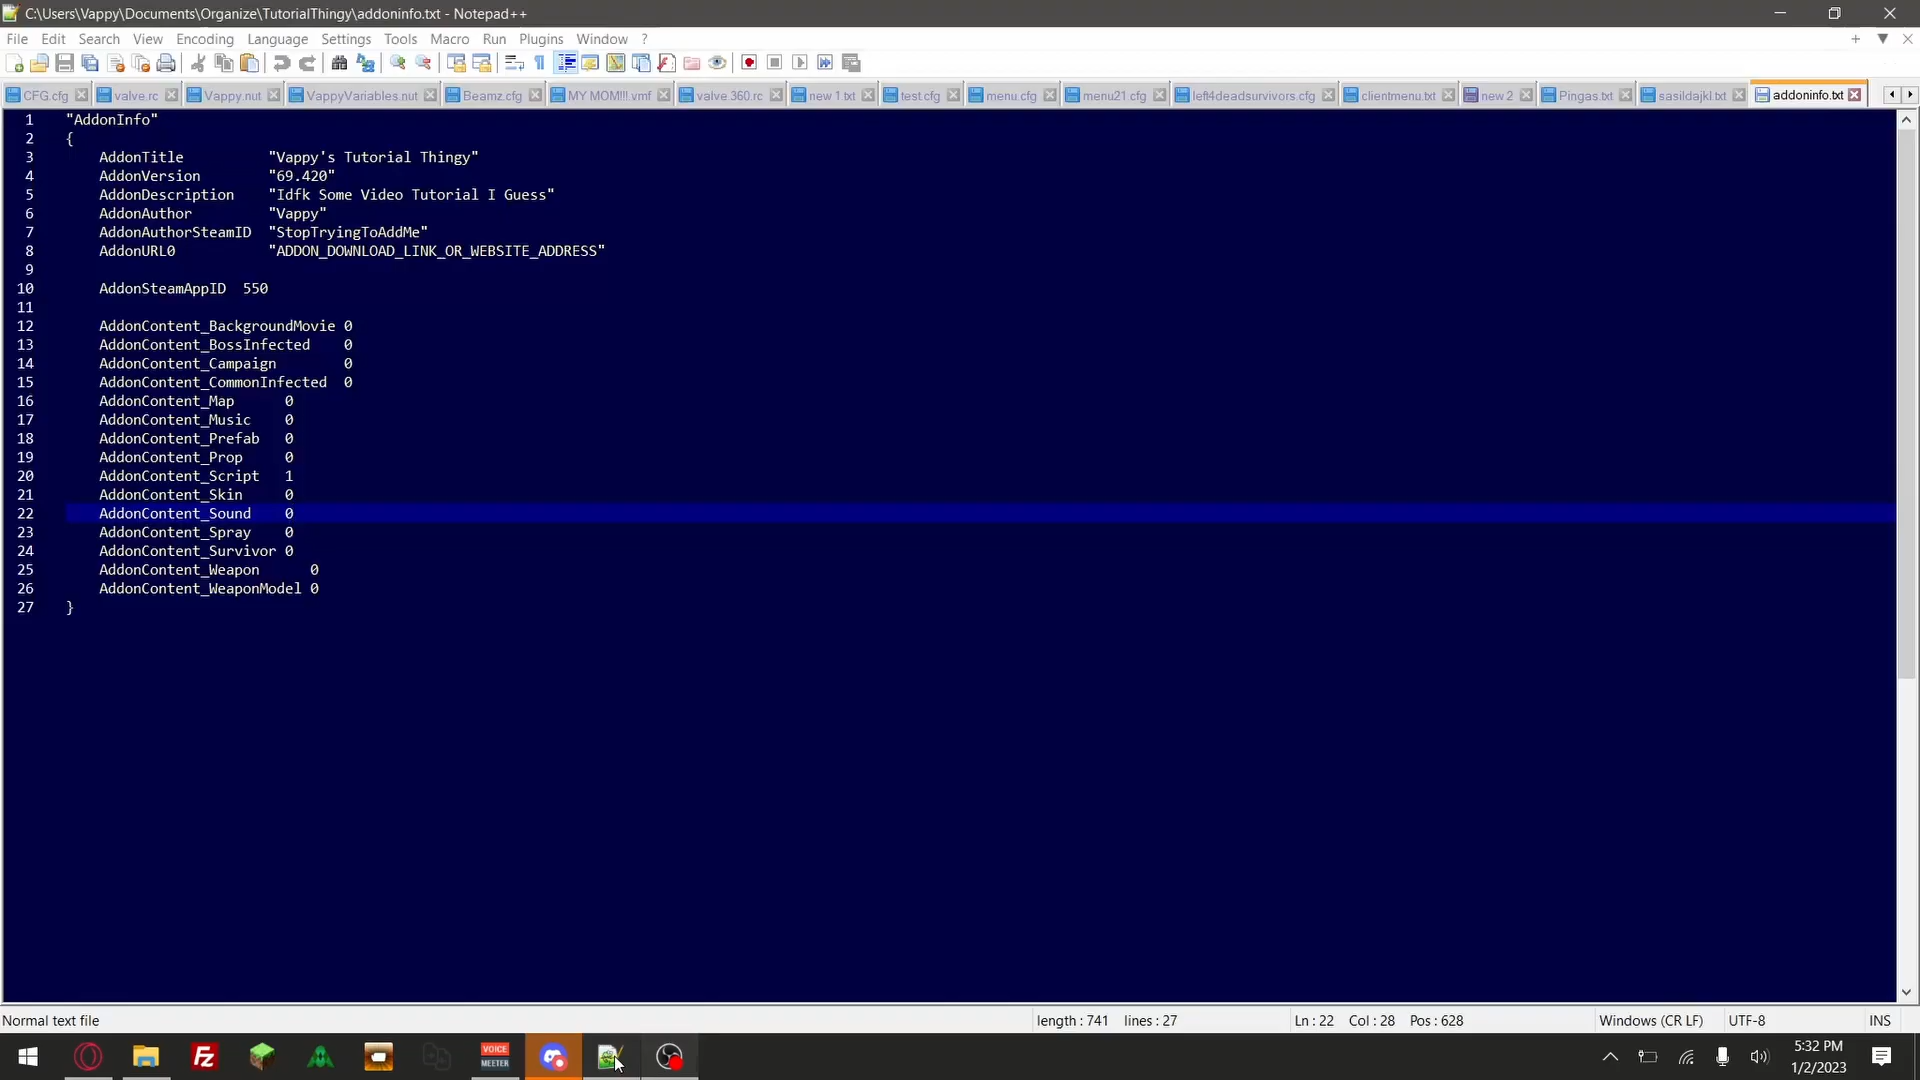 C:\Users\Vappy\Documents\Organize\TutorialThingy\addoninfo.txt - Notepad++
File Edit Search View Encoding Language Settings Tools Macro Run Plugins Window ?
CFG.cfg valve.rc Vappy.nut VappyVariables.nut Beamz.cfg MY MOM!!!.vmf valve.360.rc new 1.txt test.cfg menu.cfg menu21.cfg left4deadsurvivors.cfg clientmenu.txt new 2 Pingas.txt sasildajkl.txt addoninfo.txt
1 "AddonInfo"
2 {
3 AddonTitle "Vappy's Tutorial Thingy"
4 AddonVersion "69.420"
5 AddonDescription "Idfk Some Video Tutorial I Guess"
6 AddonAuthor "Vappy"
7 AddonAuthorSteamID "StopTryingToAddMe"
8 AddonURL0 "ADDON_DOWNLOAD_LINK_OR_WEBSITE_ADDRESS"
9
10 AddonSteamAppID 550
11
12 AddonContent_BackgroundMovie 0
13 AddonContent_BossInfected 0
14 AddonContent_Campaign 0
15 AddonContent_CommonInfected 0
16 AddonContent_Map 0
17 AddonContent_Music 0
18 AddonContent_Prefab 0
19 AddonContent_Prop 0
20 AddonContent_Script 1
21 AddonContent_Skin 0
22 AddonContent_Sound 0
23 AddonContent_Spray 0
24 AddonContent_Survivor 0
25 AddonContent_Weapon 0
26 AddonContent_WeaponModel 0
27 }
Normal text file length : 741 lines : 27 Ln : 22 Col : 28 Pos : 628 Windows (CR LF) UTF-8 INS
Fz VOICE MEETER 5:32 PM
1/2/2023